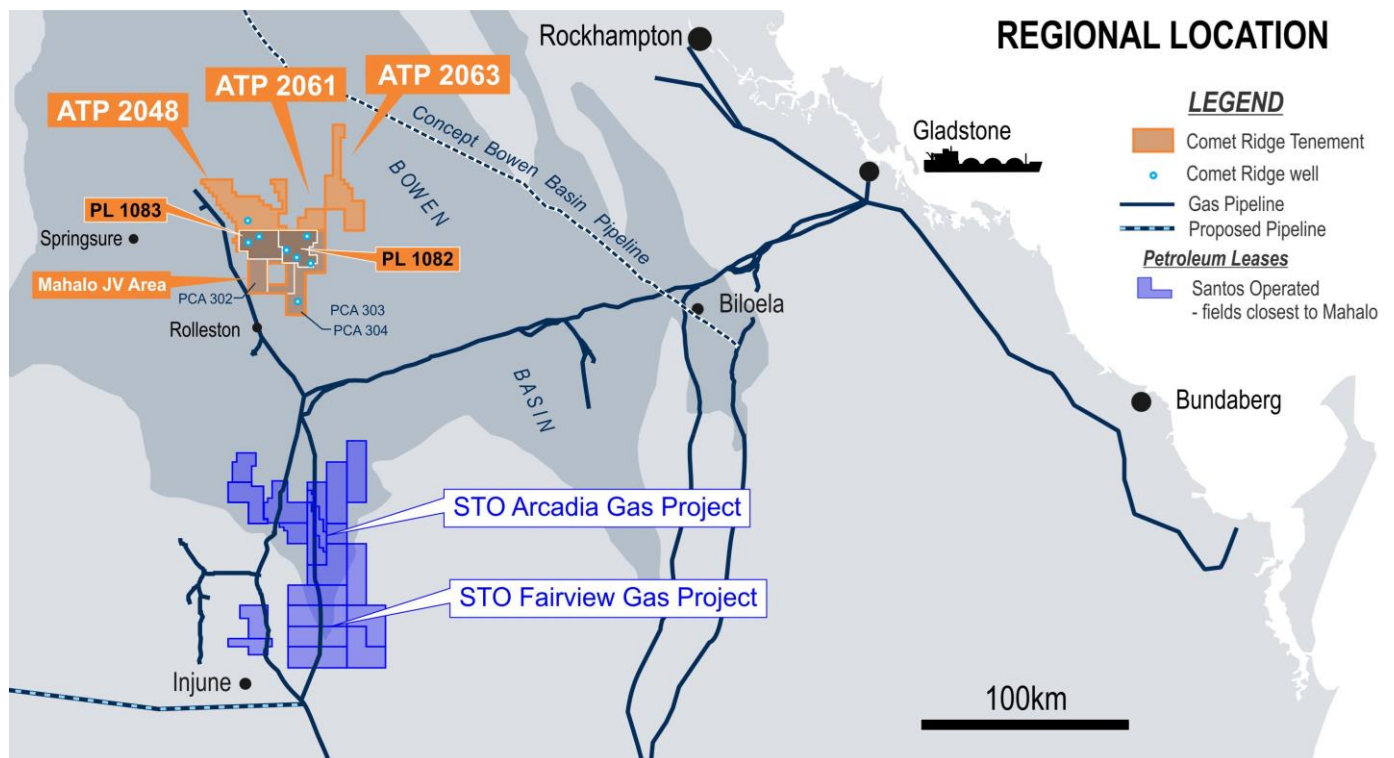 REGIONAL LOCATION
Rockhampton
ATP 2063
ATP 2061
ATP 2048
LEGEND
Comet Ridge Tenement
Comet Ridge well
Gas Pipeline
Proposed Pipeline
Petroleum Leases
Santos Operated
- fields closest to Mahalo
Gladstone
Concept Bowen Basin Pipeline
BOWEN
PL 1083
Springsure
PL 1082
Mahalo JV Area
PCA 302
PCA 303
PCA 304
Rolleston
Biloela
BASIN
Bundaberg
STO Arcadia Gas Project
STO Fairview Gas Project
Injune
100km